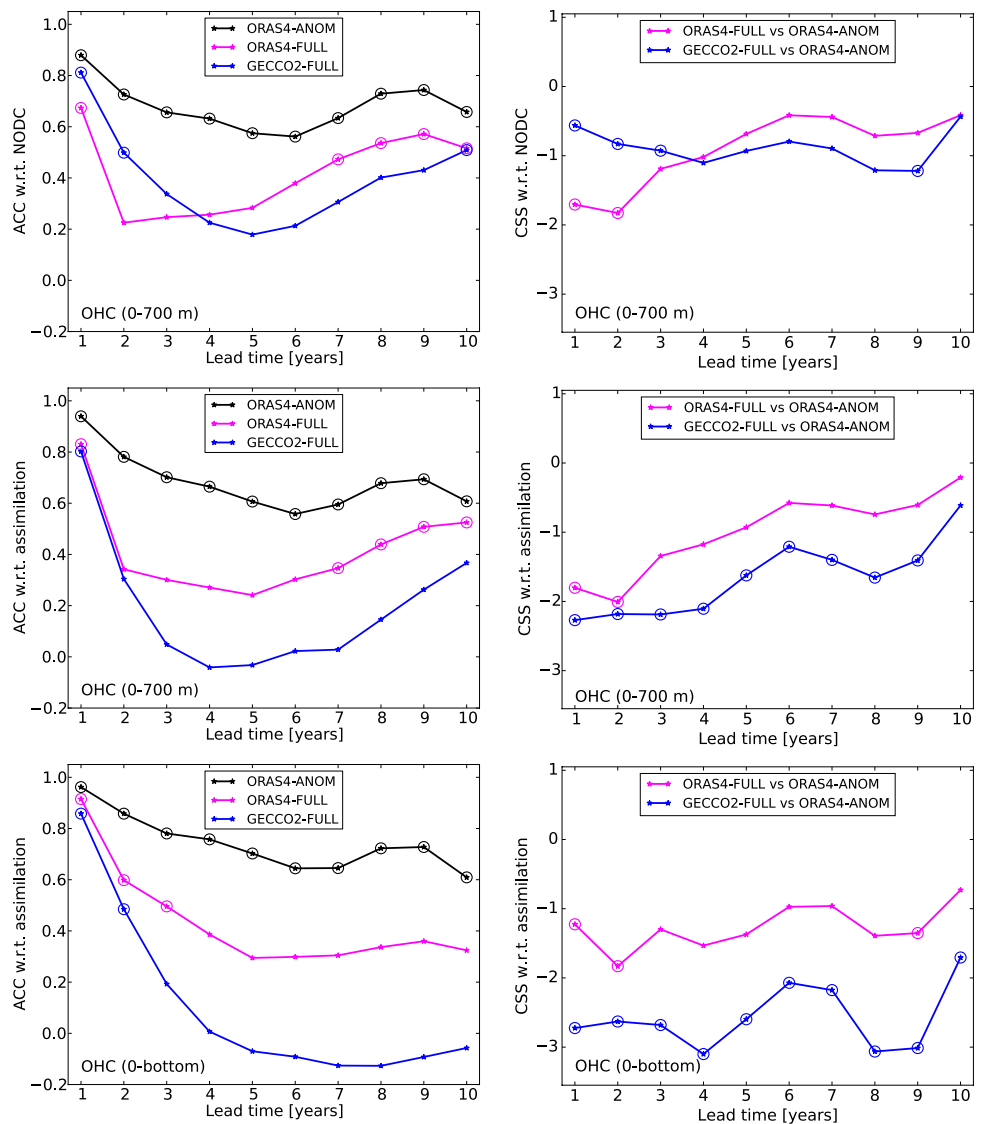 ACC w.r.t. NODC
1.0
0.8
0.6
0.4
0.2
0.0
−0.2
ORAS4-ANOM
ORAS4-FULL
GECCO2-FULL
OHC (0-700 m)
1 2 3 4 5 6 7 8 9 10
Lead time [years]
CSS w.r.t. NODC
1
0
−1
−2
−3
ORAS4-FULL vs ORAS4-ANOM
GECCO2-FULL vs ORAS4-ANOM
OHC (0-700 m)
1 2 3 4 5 6 7 8 9 10
Lead time [years]
ACC w.r.t. assimilation
1.0
0.8
0.6
0.4
0.2
0.0
−0.2
ORAS4-ANOM
ORAS4-FULL
GECCO2-FULL
OHC (0-700 m)
1 2 3 4 5 6 7 8 9 10
Lead time [years]
CSS w.r.t. assimilation
1
0
−1
−2
−3
ORAS4-FULL vs ORAS4-ANOM
GECCO2-FULL vs ORAS4-ANOM
OHC (0-700 m)
1 2 3 4 5 6 7 8 9 10
Lead time [years]
ACC w.r.t. assimilation
1.0
0.8
0.6
0.4
0.2
0.0
−0.2
ORAS4-ANOM
ORAS4-FULL
GECCO2-FULL
OHC (0-bottom)
1 2 3 4 5 6 7 8 9 10
Lead time [years]
CSS w.r.t. assimilation
1
0
−1
−2
−3
ORAS4-FULL vs ORAS4-ANOM
GECCO2-FULL vs ORAS4-ANOM
OHC (0-bottom)
1 2 3 4 5 6 7 8 9 10
Lead time [years]